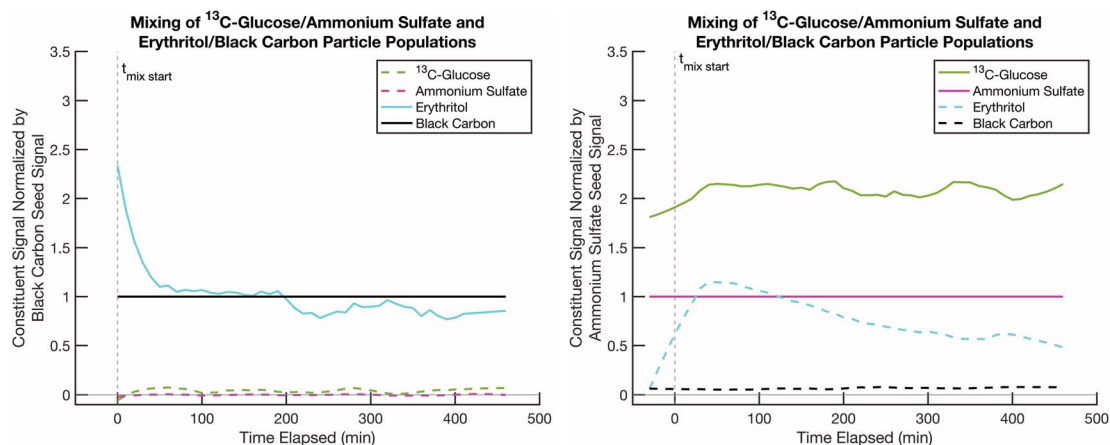 Mixing of ¹³C-Glucose/Ammonium Sulfate and
Erythritol/Black Carbon Particle Populations
3.5
3
2.5
2
1.5
1
0.5
0
Constituent Signal Normalized by
Black Carbon Seed Signal
t mix start
¹³C-Glucose
Ammonium Sulfate
Erythritol
Black Carbon
0
100
200
300
400
500
Time Elapsed (min)
Mixing of ¹³C-Glucose/Ammonium Sulfate and
Erythritol/Black Carbon Particle Populations
3.5
3
2.5
2
1.5
1
0.5
0
Constituent Signal Normalized by
Ammonium Sulfate Seed Signal
t mix start
¹³C-Glucose
Ammonium Sulfate
Erythritol
Black Carbon
0
100
200
300
400
500
Time Elapsed (min)